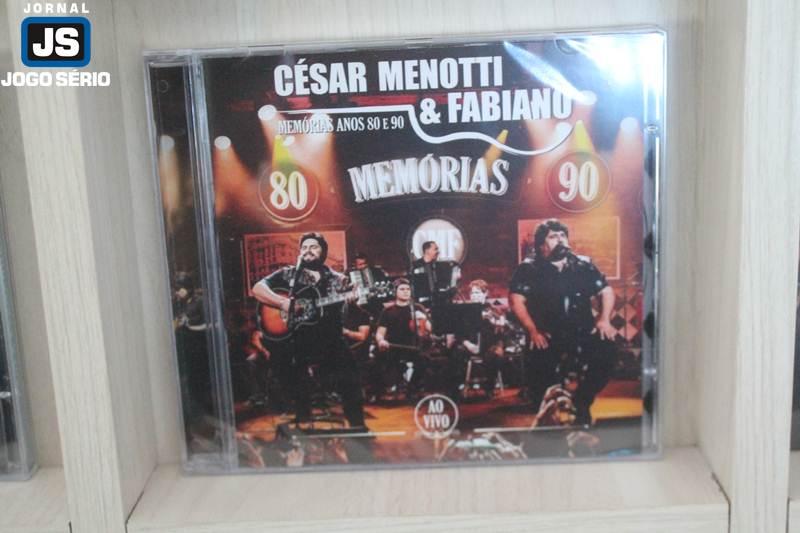 JORNAL
JS
JOGO SÉRIO
CÉSAR MENOTTI
& FABIANO
MEMÓRIAS ANOS 80 E 90
80
MEMÓRIAS
90
CMF
AO
VIVO